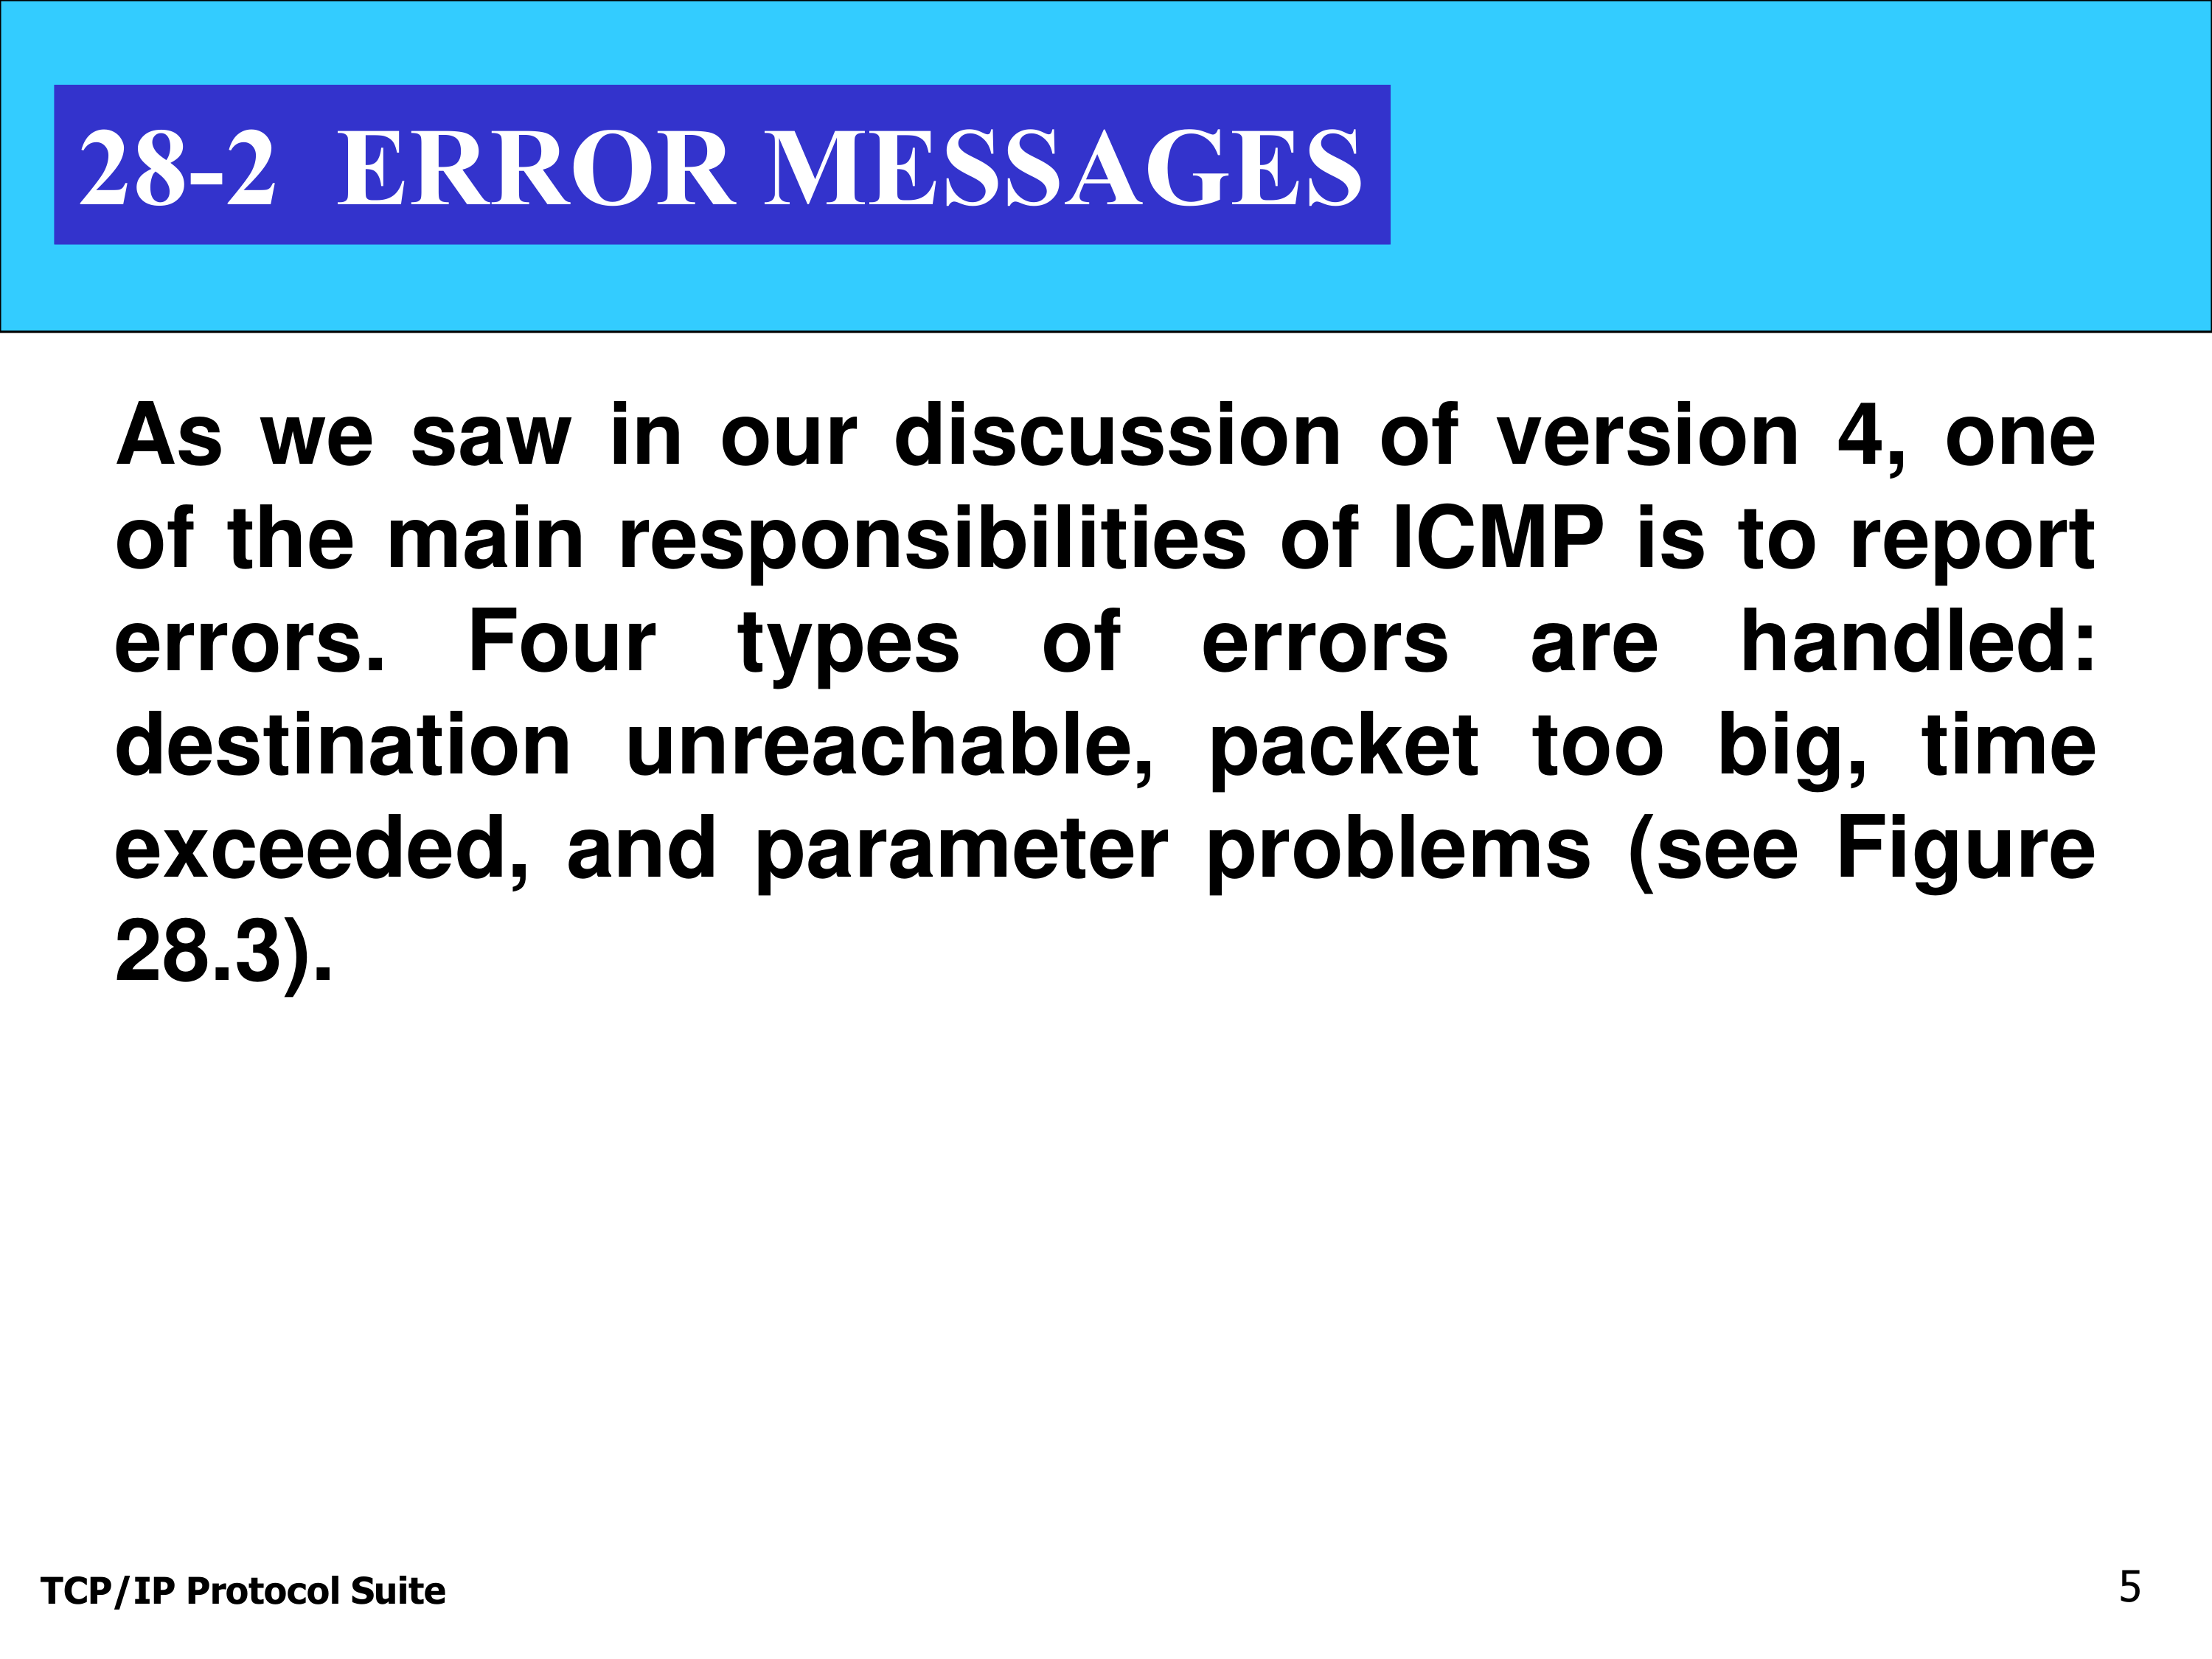 28-2 ERROR MESSAGES
As we saw in our discussion of version 4, one
of the main responsibilities of ICMP is to report
errors. Four types of errors are handled:
destination unreachable, packet too big, time
exceeded, and parameter problems (see Figure
28.3).
TCP/IP Protocol Suite
5